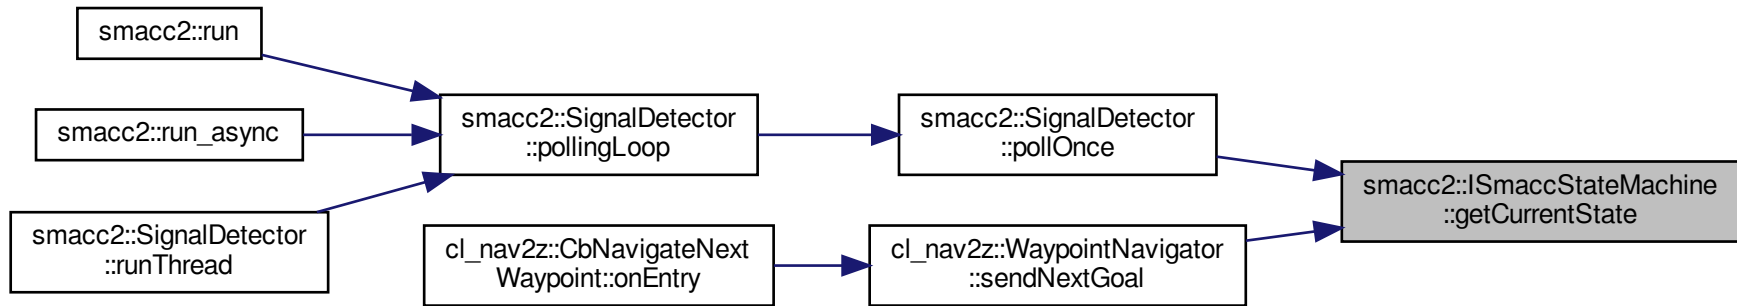 smacc2::run
smacc2::run_async
smacc2::SignalDetector
::runThread
smacc2::SignalDetector
::pollingLoop
cl_nav2z::CbNavigateNext
Waypoint::onEntry
smacc2::SignalDetector
::pollOnce
cl_nav2z::WaypointNavigator
::sendNextGoal
smacc2::ISmaccStateMachine
::getCurrentState